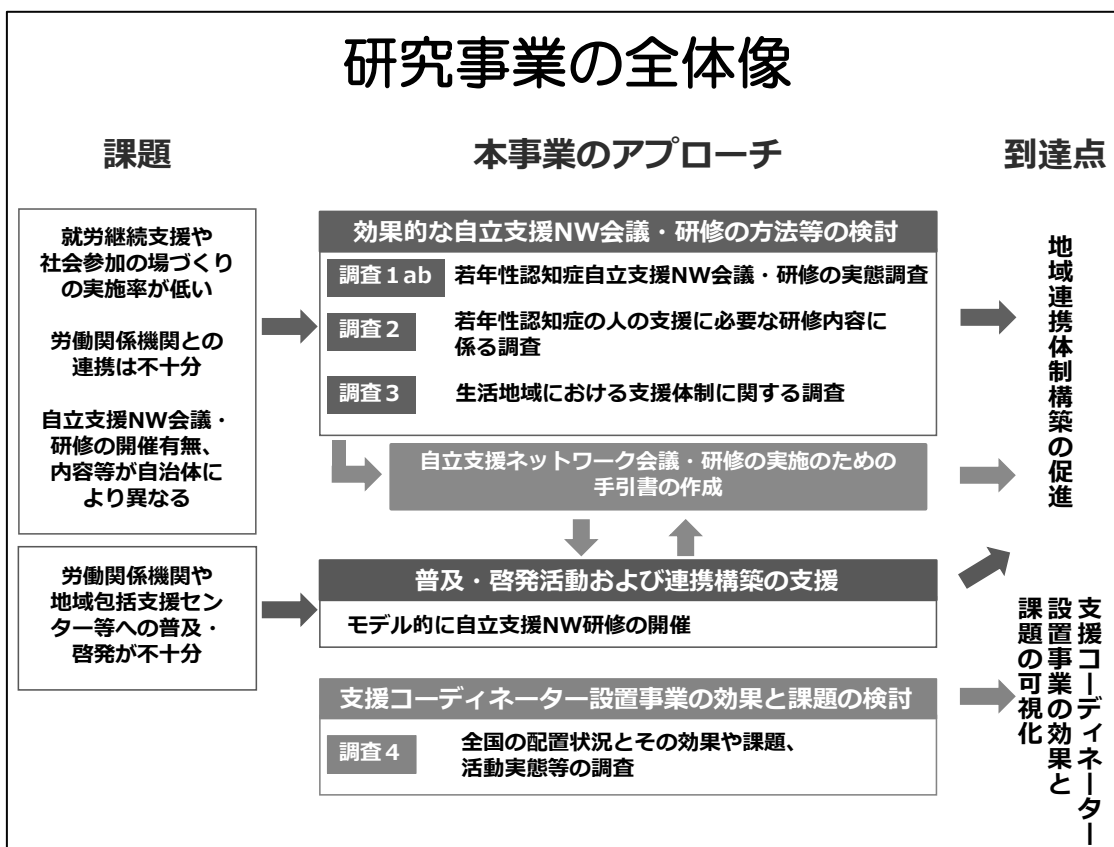 研究事業の全体像
課題
本事業のアプローチ
到達点
就労継続支援や
社会参加の場づくり
の実施率が低い
労働関係機関との
連携は不十分
自立支援NW会議・
研修の開催有無、
内容等が自治体に
より異なる
労働関係機関や
地域包括支援セン
ター等への普及・
啓発が不十分
効果的な自立支援NW会議・研修の方法等の検討
調査１ab
若年性認知症自立支援NW会議・研修の実態調査
調査２
若年性認知症の人の支援に必要な研修内容に
係る調査
調査３
生活地域における支援体制に関する調査
自立支援ネットワーク会議・研修の実施のための
手引書の作成
普及・啓発活動および連携構築の支援
モデル的に自立支援NW研修の開催
支援コーディネーター設置事業の効果と課題の検討
調査４
全国の配置状況とその効果や課題、
活動実態等の調査
地域連携体制構築の促進
支援コーディネーター
設置事業の効果と
課題の可視化